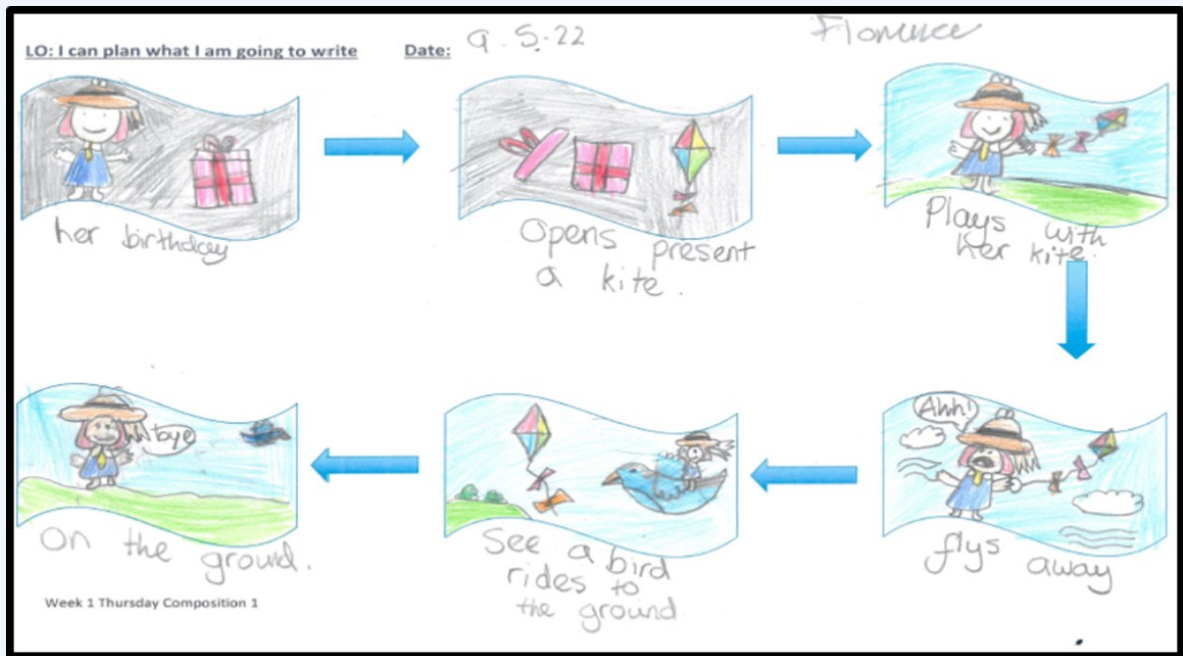 LO: I can plan what I am going to write Date: 9.5.22 Florence
her birthday
Opens present
a kite.
Plays with
her kite.
Ahh!
flys away
See a bird
rides to
the ground
bye
On the ground.
Week 1 Thursday Composition 1